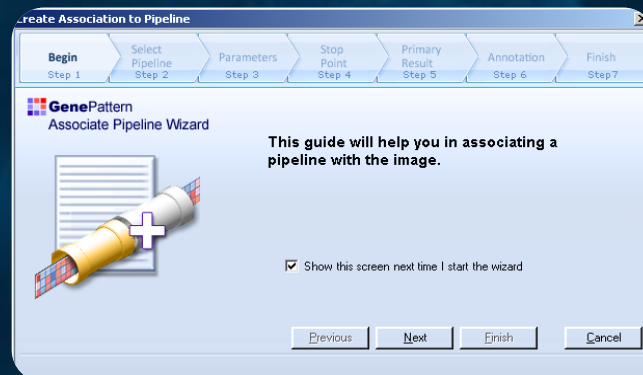 Create Association to Pipeline
Begin
Step 1
Select
Pipeline
Step 2
Parameters
Step 3
Stop
Point
Step 4
Primary
Result
Step 5
Annotation
Step 6
Finish
Step7
GenePattern
Associate Pipeline Wizard
This guide will help you in associating a
pipeline with the image.
Show this screen next time I start the wizard
Previous
Next
Finish
Cancel